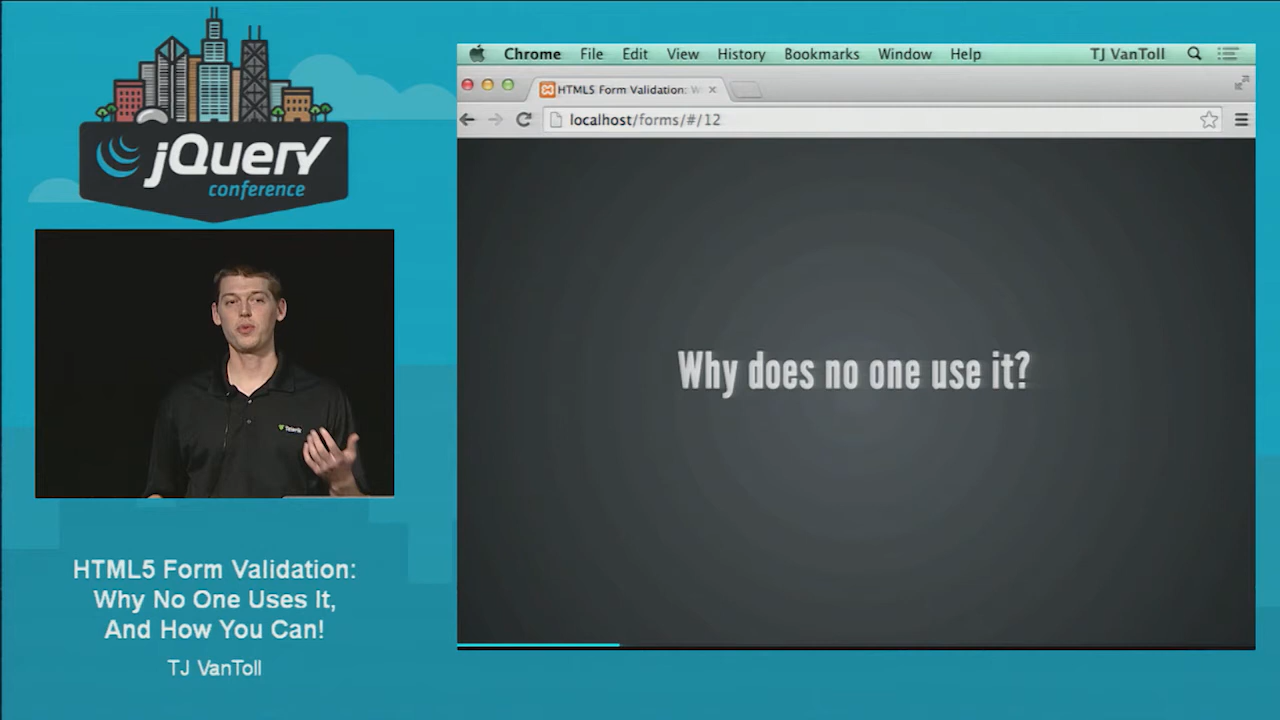 jQuery
conference
HTML5 Form Validation:
Why No One Uses It,
And How You Can!
TJ VanToll
Chrome File Edit View History Bookmarks Window Help TJ VanToll
HTML5 Form Validation: W
localhost/forms/#/12
Why does no one use it?
Telerik